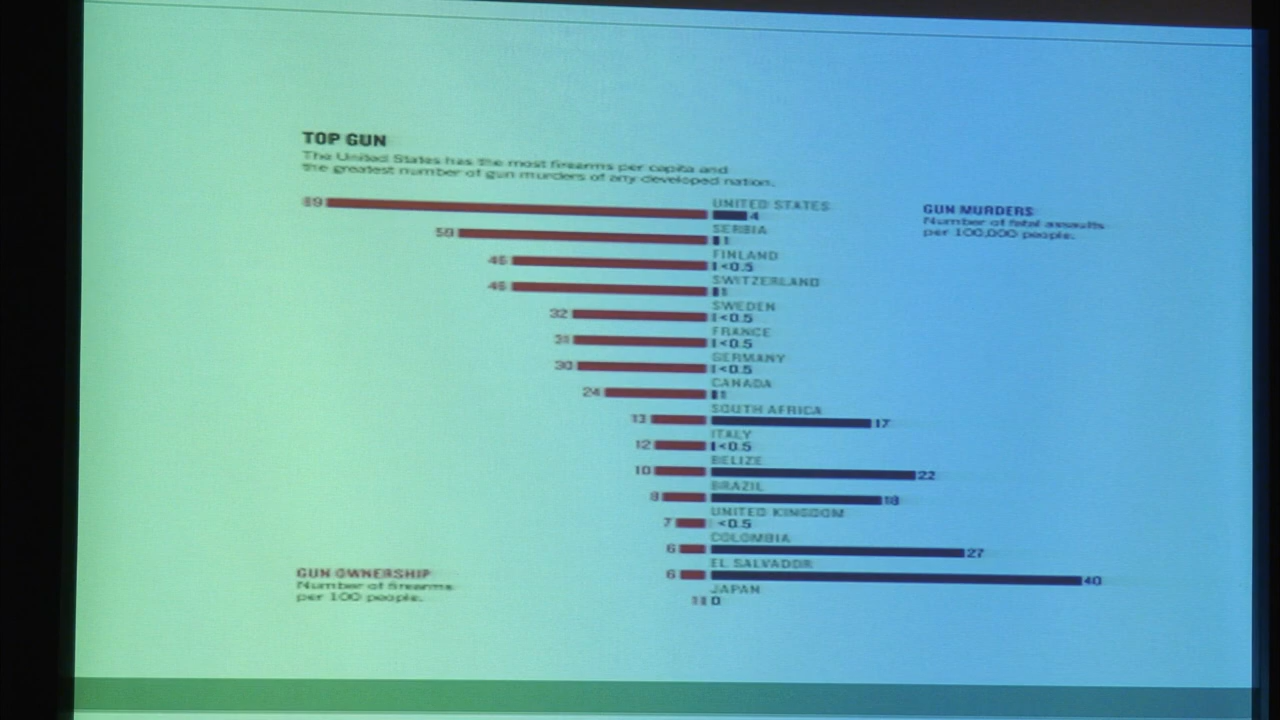 TOP GUN
The United States has the most firearms per capita and
the greatest number of gun murders of any developed nation.
89 UNITED STATES 4
GUN MURDERS
Number of fatal assaults
per 100,000 people.
59 SERBIA 1
46 FINLAND <0.5
46 SWITZERLAND 1
32 SWEDEN <0.5
31 FRANCE <0.5
30 GERMANY <0.5
24 CANADA 1
13 SOUTH AFRICA 17
12 ITALY <0.5
10 BELIZE 22
8 BRAZIL 18
7 UNITED KINGDOM <0.5
6 COLOMBIA 27
6 EL SALVADOR 40
1 JAPAN 0
GUN OWNERSHIP
Number of firearms
per 100 people.